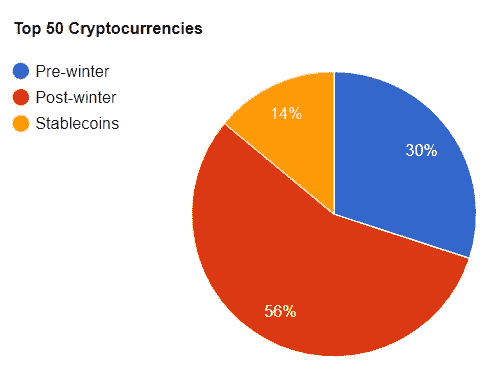 Top 50 Cryptocurrencies
Pre-winter
Post-winter
Stablecoins
14%
30%
56%